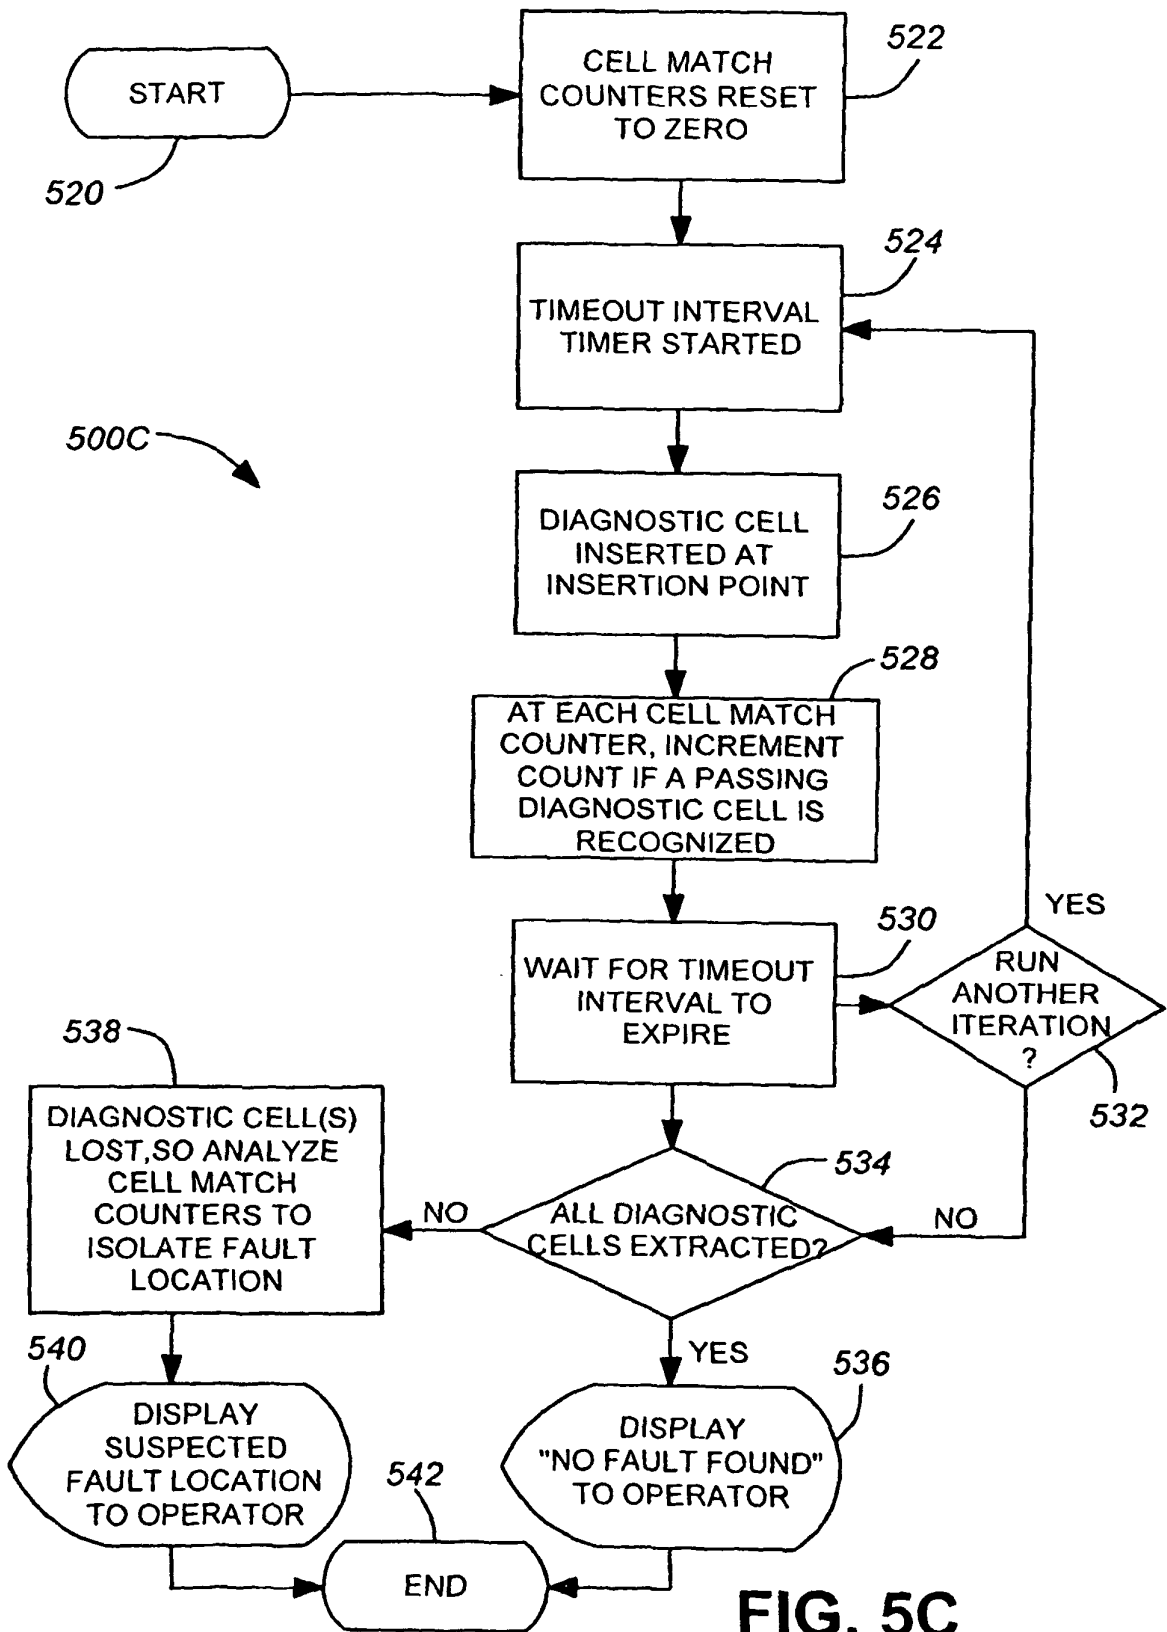 START
520
CELL MATCH
COUNTERS RESET
TO ZERO
522
TIMEOUT INTERVAL
TIMER STARTED
524
500C
DIAGNOSTIC CELL
INSERTED AT
INSERTION POINT
526
AT EACH CELL MATCH
COUNTER, INCREMENT
COUNT IF A PASSING
DIAGNOSTIC CELL IS
RECOGNIZED
528
WAIT FOR TIMEOUT
INTERVAL TO
EXPIRE
530
YES
RUN
ANOTHER
ITERATION
?
532
NO
ALL DIAGNOSTIC
CELLS EXTRACTED?
534
NO
538
DIAGNOSTIC CELL(S)
LOST,SO ANALYZE
CELL MATCH
COUNTERS TO
ISOLATE FAULT
LOCATION
YES
540
DISPLAY
SUSPECTED
FAULT LOCATION
TO OPERATOR
536
DISPLAY
"NO FAULT FOUND"
TO OPERATOR
542
END
FIG. 5C